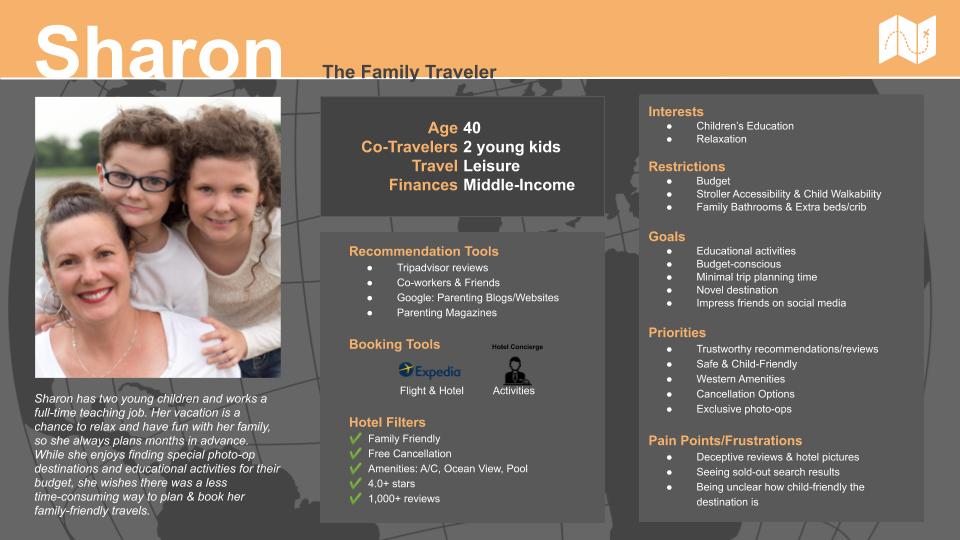 Sharon
The Family Traveler
Sharon has two young children and works a
full-time teaching job. Her vacation is a
chance to relax and have fun with her family,
so she always plans months in advance.
While she enjoys finding special photo-op
destinations and educational activities for their
budget, she wishes there was a less
time-consuming way to plan & book her
family-friendly travels.
Age 40
Co-Travelers 2 young kids
Travel Leisure
Finances Middle-Income
Recommendation Tools
● Tripadvisor reviews
● Co-workers & Friends
● Google: Parenting Blogs/Websites
● Parenting Magazines
Booking Tools
Hotel Concierge
Expedia
Flight & Hotel Activities
Hotel Filters
✔ Family Friendly
✔ Free Cancellation
✔ Amenities: A/C, Ocean View, Pool
✔ 4.0+ stars
✔ 1,000+ reviews
Interests
● Children's Education
● Relaxation
Restrictions
● Budget
● Stroller Accessibility & Child Walkability
● Family Bathrooms & Extra beds/crib
Goals
● Educational activities
● Budget-conscious
● Minimal trip planning time
● Novel destination
● Impress friends on social media
Priorities
● Trustworthy recommendations/reviews
● Safe & Child-Friendly
● Western Amenities
● Cancellation Options
● Exclusive photo-ops
Pain Points/Frustrations
● Deceptive reviews & hotel pictures
● Seeing sold-out search results
● Being unclear how child-friendly the
destination is